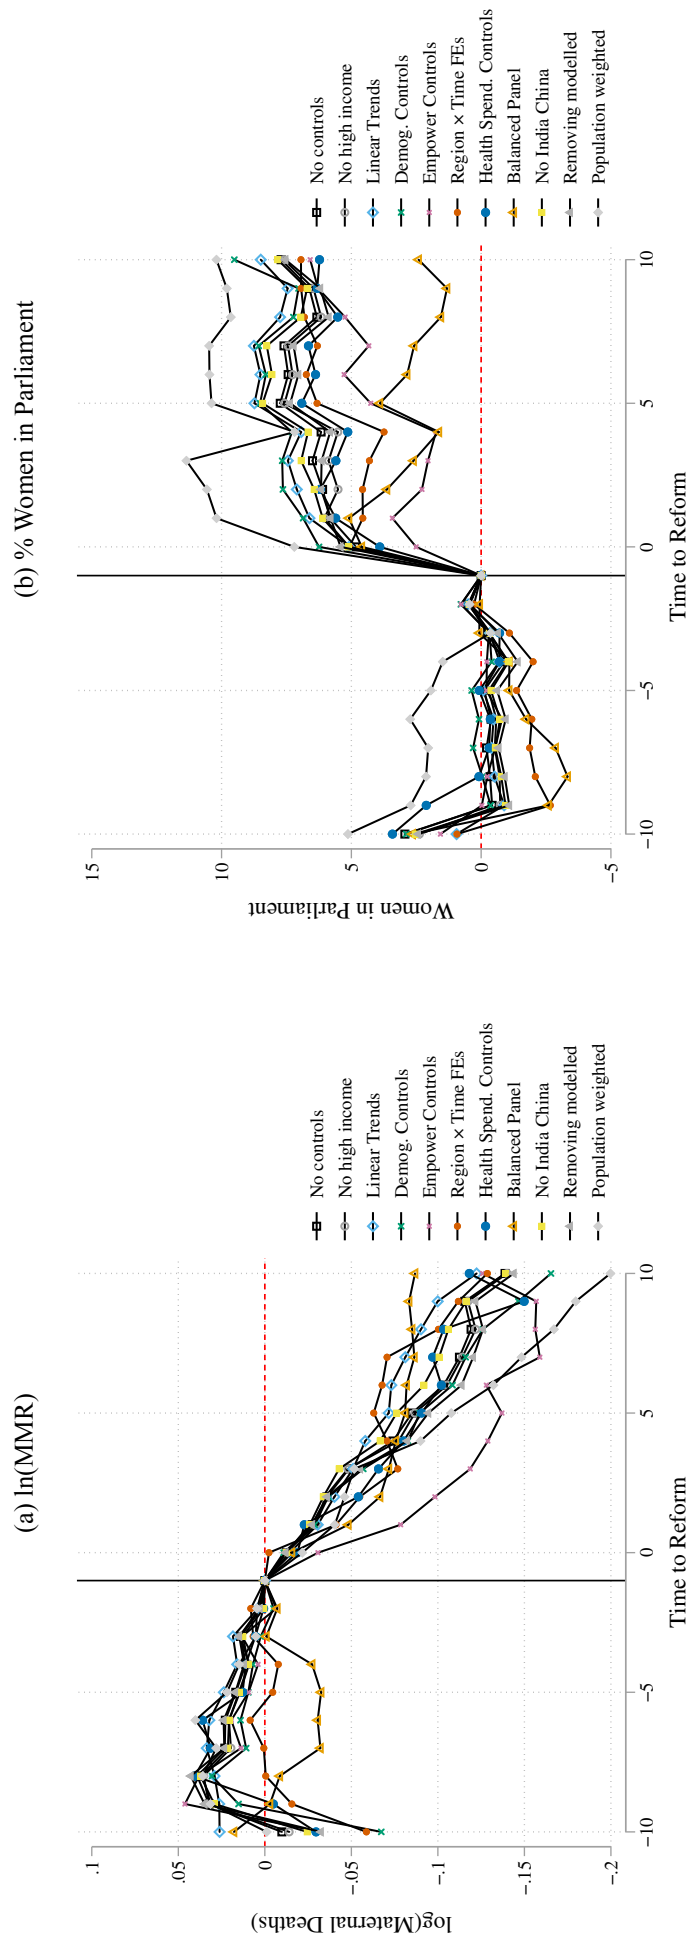 (a) ln(MMR)
.1
.05
0
-.05
-.1
-.15
-.2
log(Maternal Deaths)
-10
-5
0
5
10
Time to Reform
No controls
No high income
Linear Trends
Demog. Controls
Empower Controls
Region × Time FEs
Health Spend. Controls
Balanced Panel
No India China
Removing modelled
Population weighted
(b) % Women in Parliament
15
10
5
0
-5
Women in Parliament
-10
-5
0
5
10
Time to Reform
No controls
No high income
Linear Trends
Demog. Controls
Empower Controls
Region × Time FEs
Health Spend. Controls
Balanced Panel
No India China
Removing modelled
Population weighted